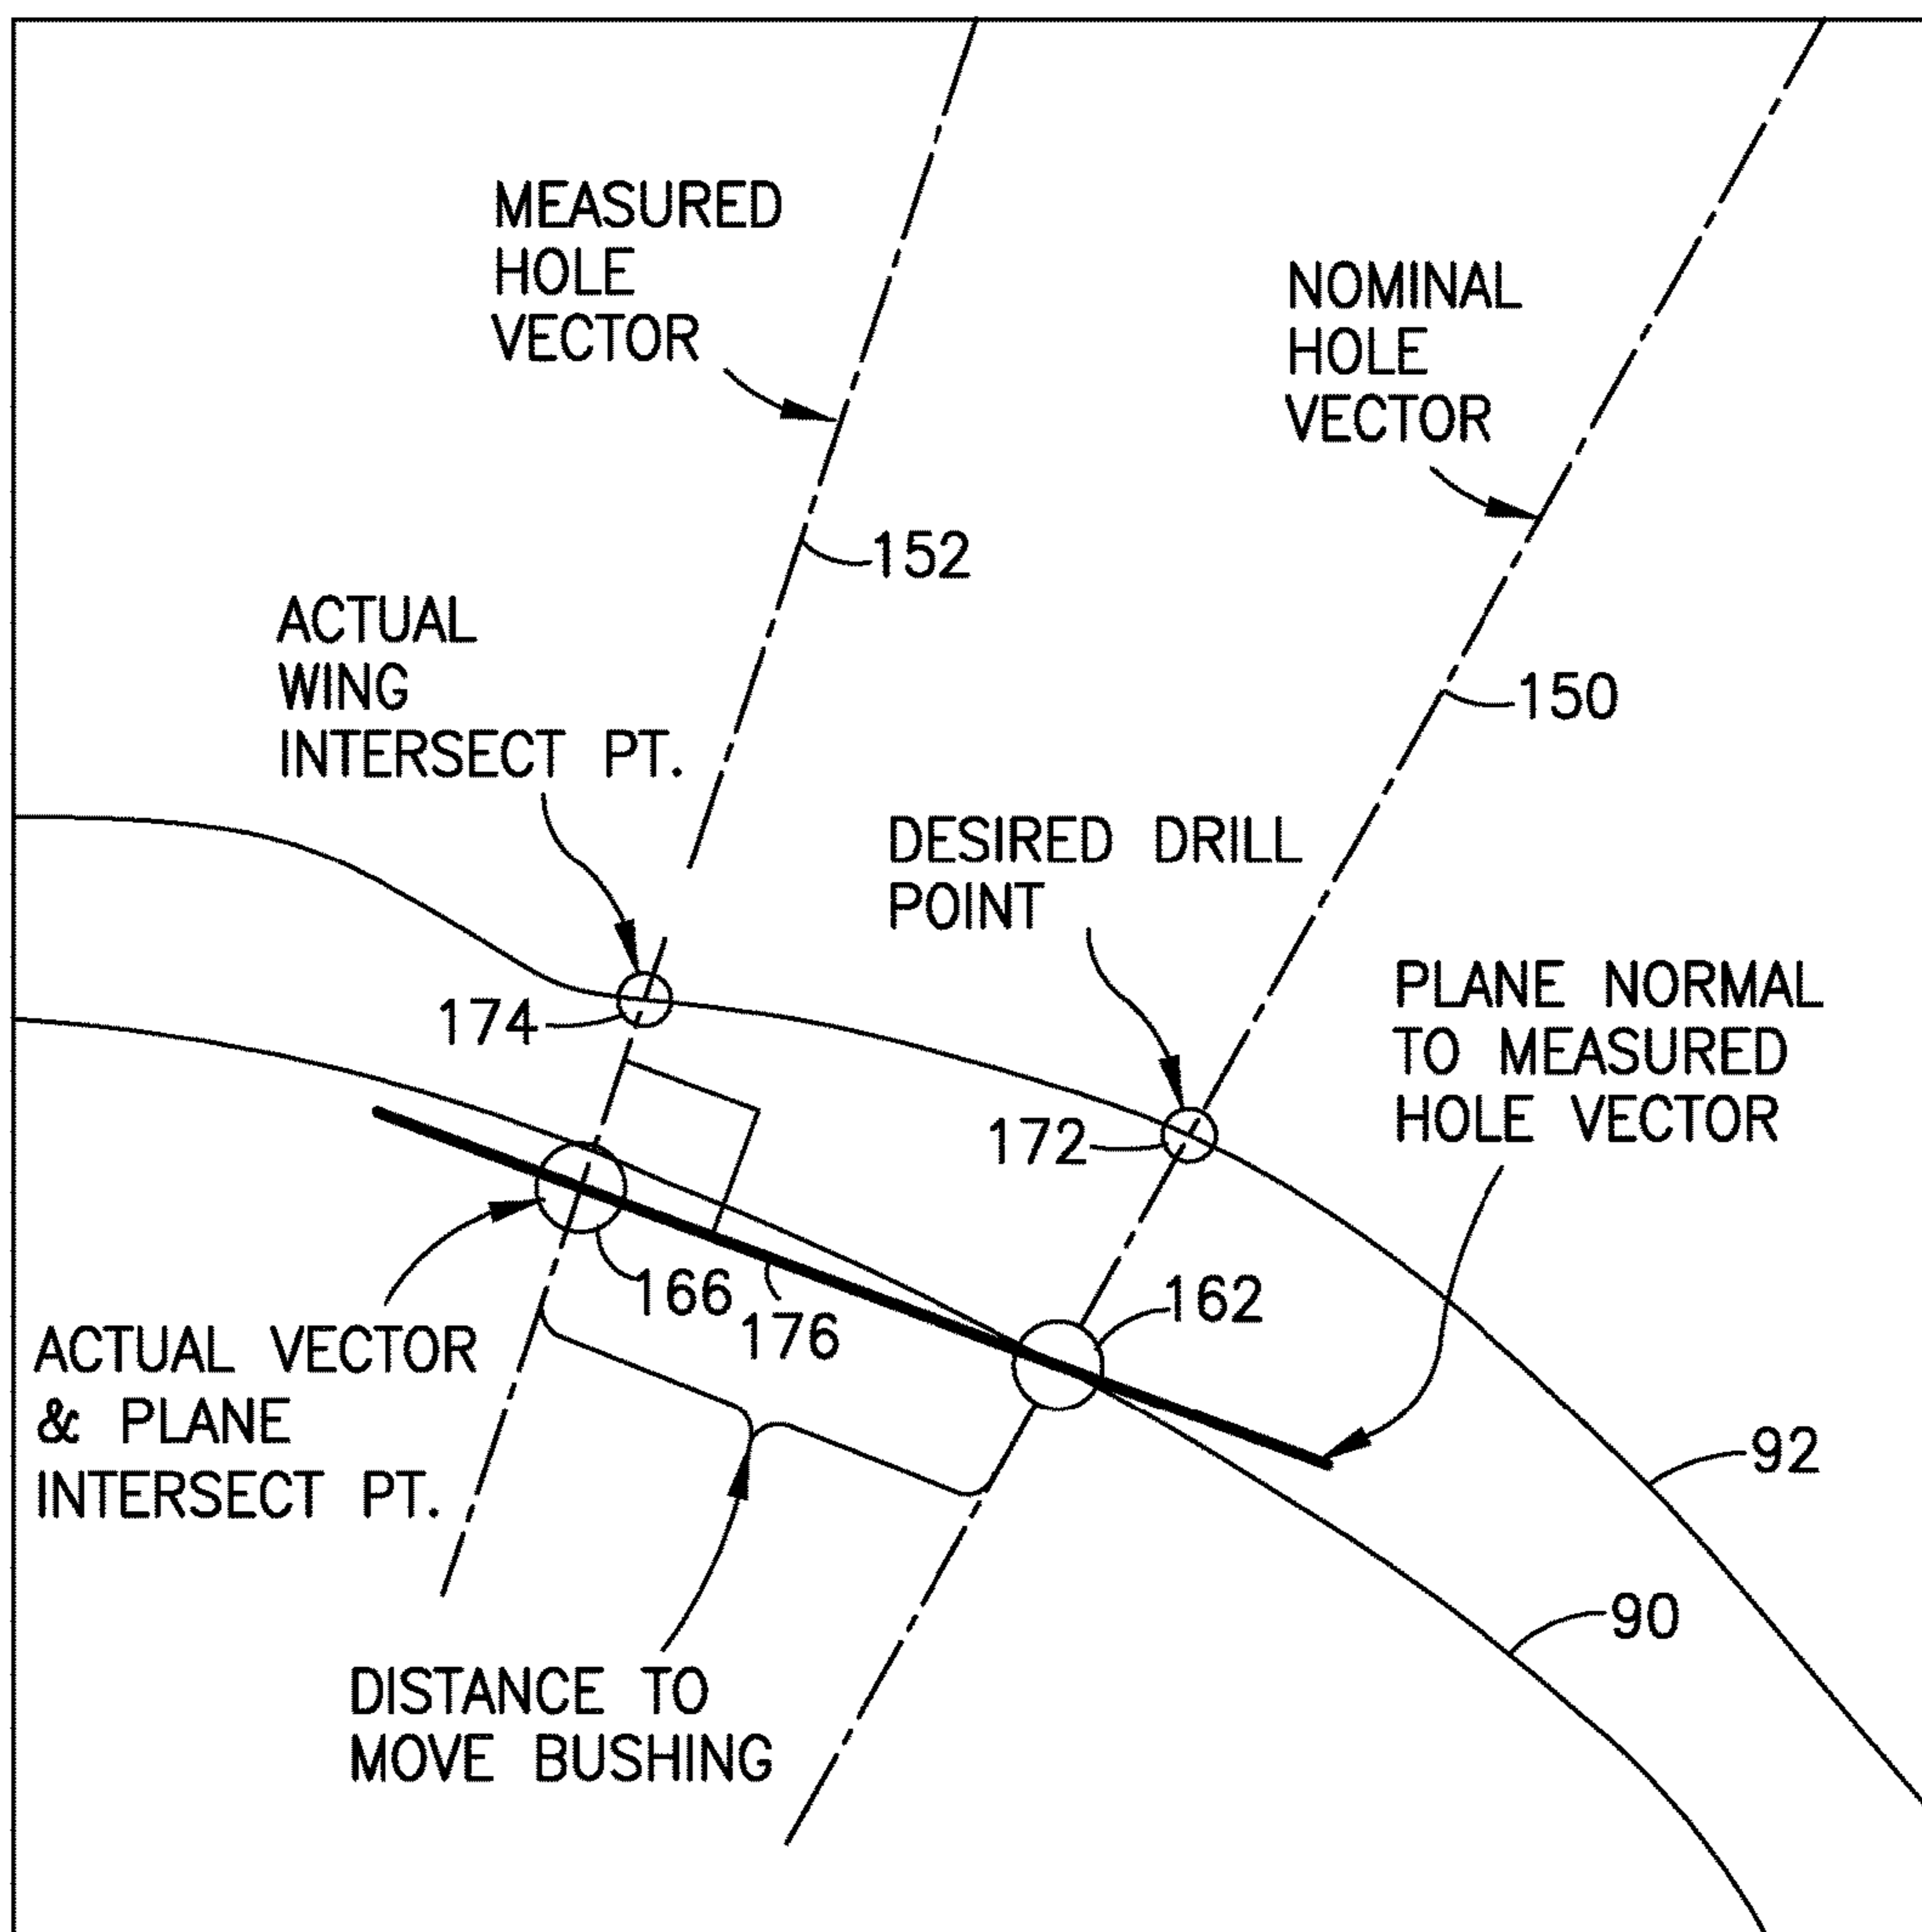 MEASURED
HOLE
VECTOR
NOMINAL
HOLE
VECTOR
152
ACTUAL
WING
INTERSECT PT.
150
DESIRED DRILL
POINT
PLANE NORMAL
TO MEASURED
HOLE VECTOR
174
172
166
176
162
ACTUAL VECTOR
& PLANE
INTERSECT PT.
92
90
DISTANCE TO
MOVE BUSHING